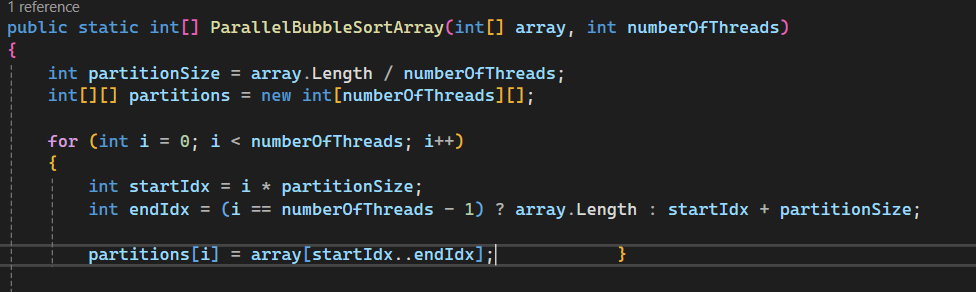 1 reference
public static int[] ParallelBubbleSortArray(int[] array, int numberOfThreads)
{
int partitionSize = array.Length / numberOfThreads;
int[][] partitions = new int[numberOfThreads][];
for (int i = 0; i < numberOfThreads; i++)
{
int startIdx = i * partitionSize;
int endIdx = (i == numberOfThreads - 1) ? array.Length : startIdx + partitionSize;
partitions[i] = array[startIdx..endIdx]; }